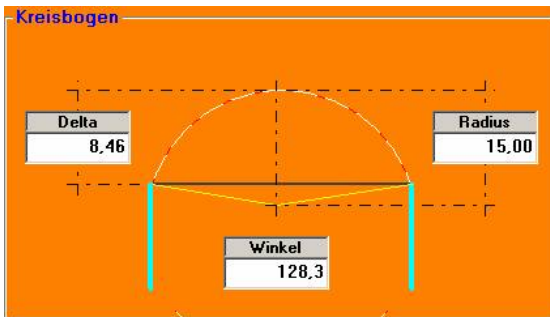 Kreisbogen
Delta
8,46
Radius
15,00
Winkel
128,3